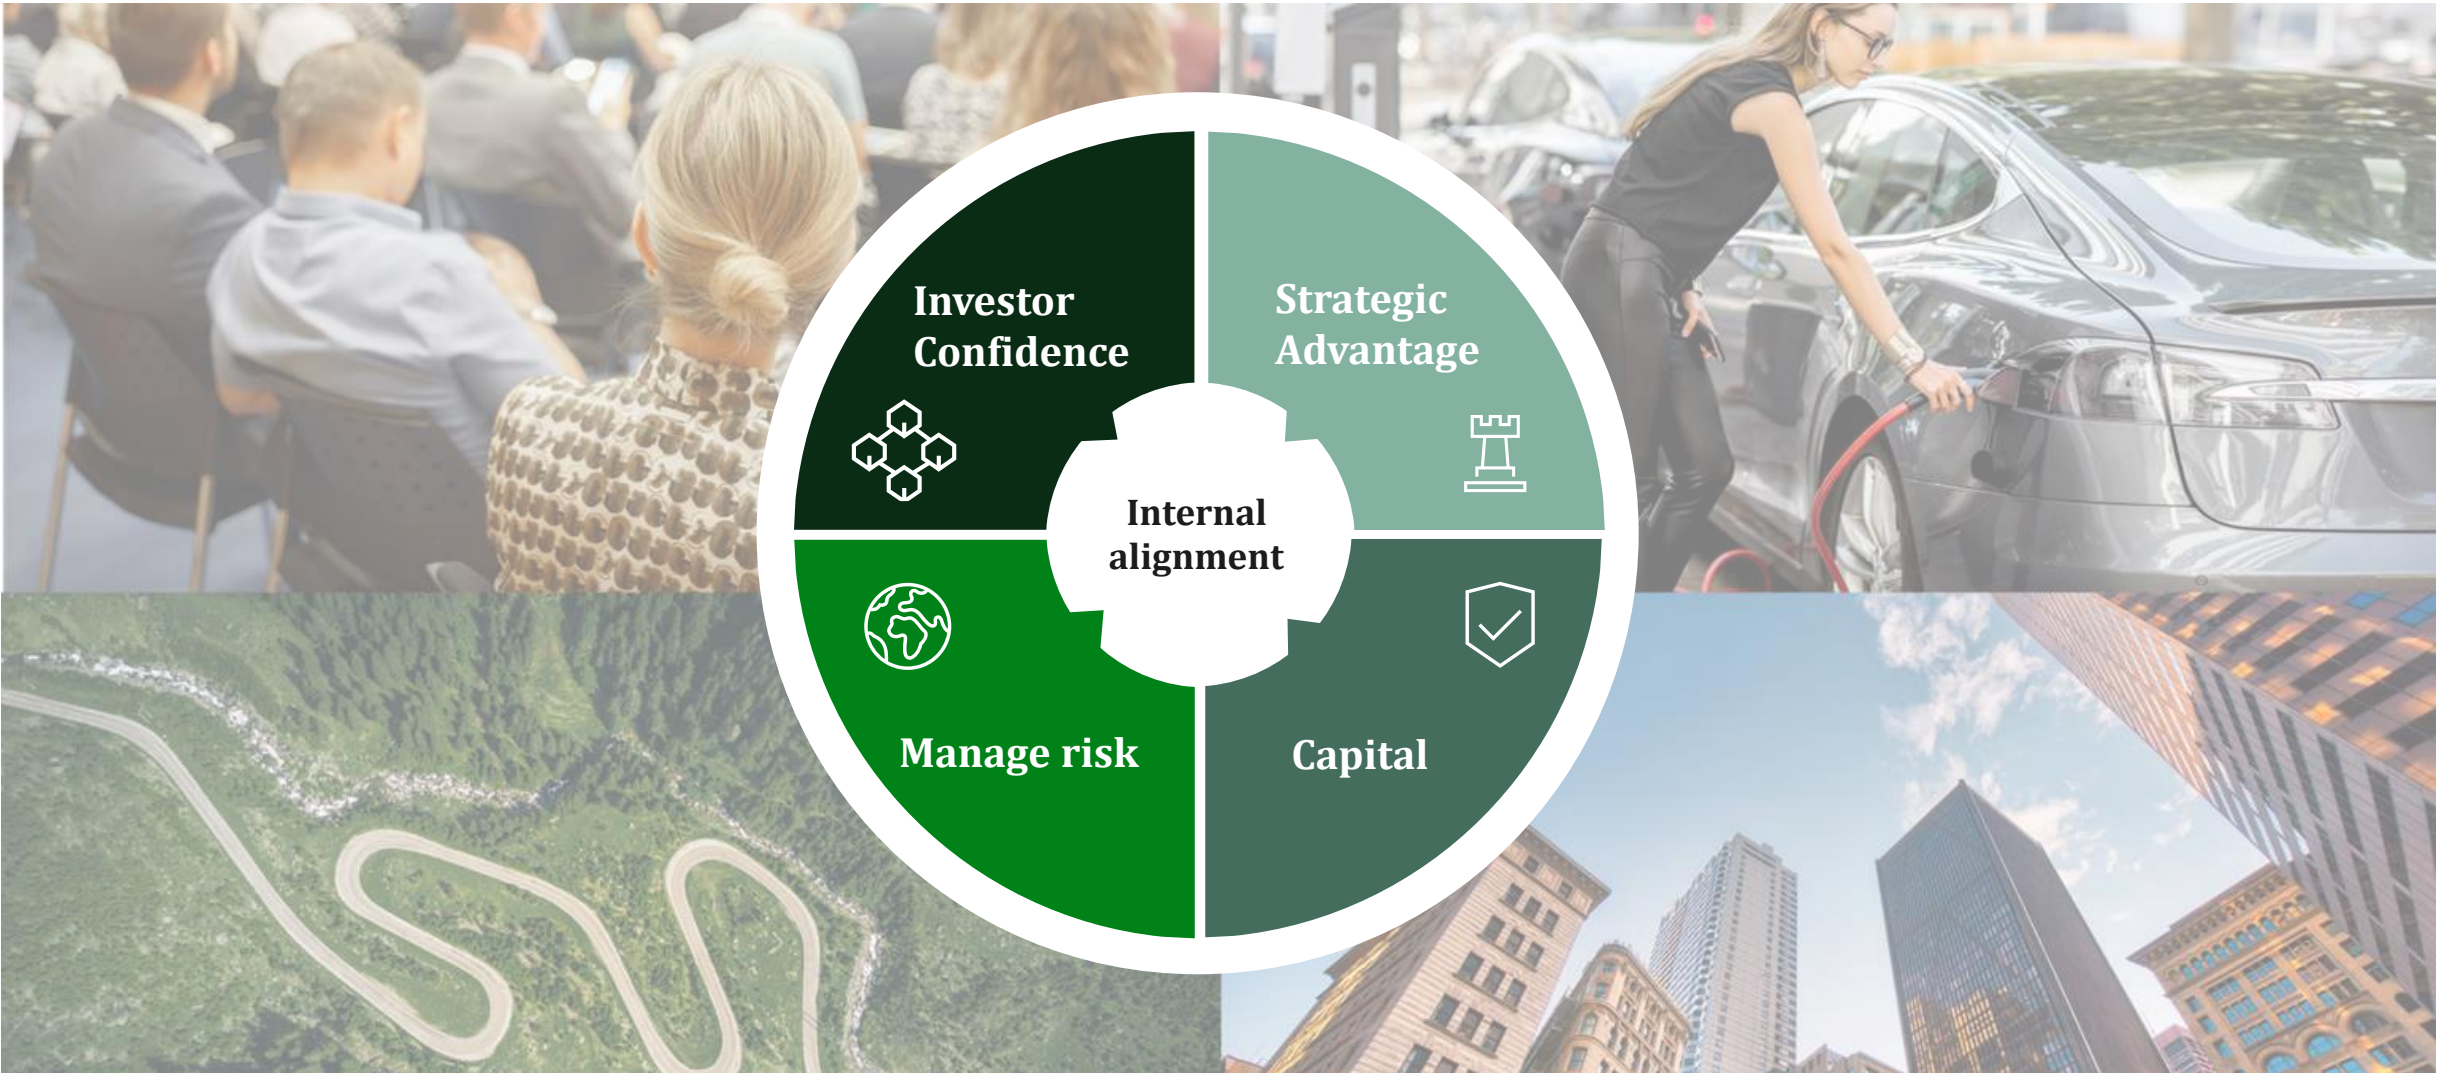 Investor
Confidence
Strategic
Advantage
Internal
alignment
Manage risk
Capital